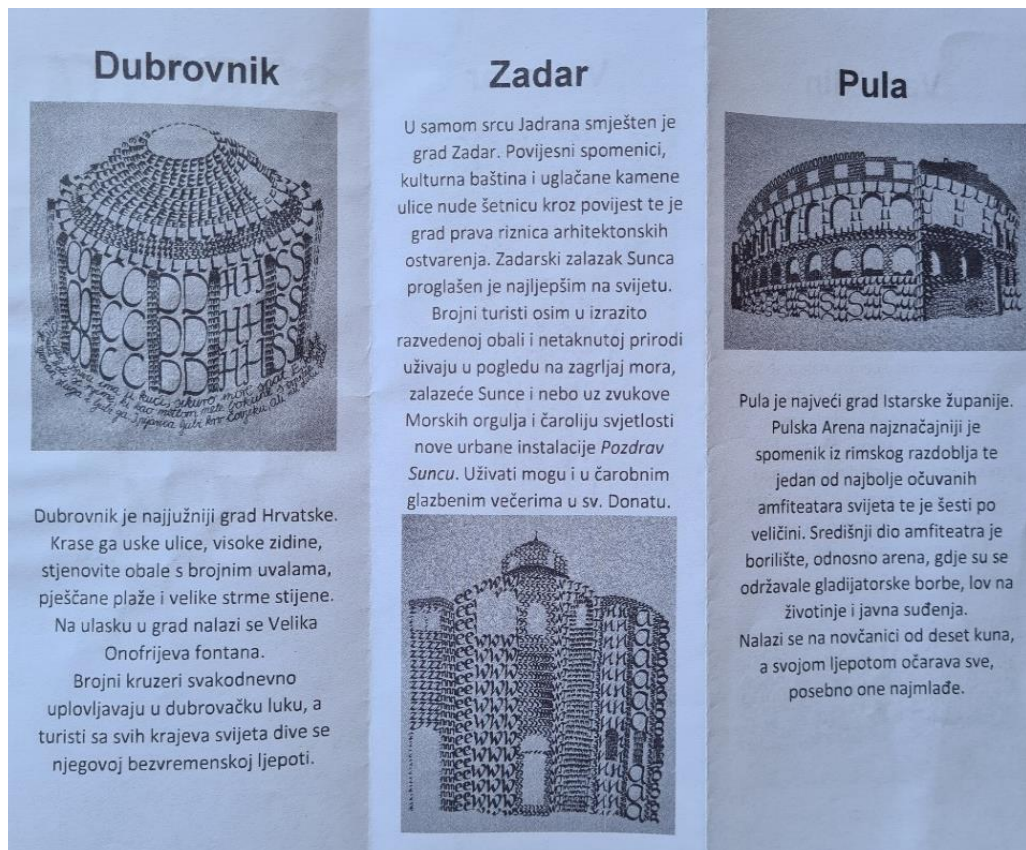 Dubrovnik
Dubrovnik je najjužniji grad Hrvatske.
Krase ga uske ulice, visoke zidine,
stjenovite obale s brojnim uvalama,
pješčane plaže i velike strme stijene.
Na ulasku u grad nalazi se Velika
Onofrijeva fontana.
Brojni kruzeri svakodnevno
uplovljavaju u dubrovačku luku, a
turisti sa svih krajeva svijeta dive se
njegovoj bezvremenskoj ljepoti.
Zadar
U samom srcu Jadrana smješten je
grad Zadar. Povijesni spomenici,
kulturna baština i uglačane kamene
ulice nude šetnicu kroz povijest te je
grad prava riznica arhitektonskih
ostvarenja. Zadarski zalazak Sunca
proglašen je najljepšim na svijetu.
Brojni turisti osim u izrazito
razvedenoj obali i netaknutoj prirodi
uživaju u pogledu na zagrljaj mora,
zalazeće Sunce i nebo uz zvukove
Morskih orgulja i čaroliju svjetlosti
nove urbane instalacije Pozdrav
Suncu. Uživati mogu i u čarobnim
glazbenim večerima u sv. Donatu.
Pula
Pula je najveći grad Istarske županije.
Pulska Arena najznačajniji je
spomenik iz rimskog razdoblja te
jedan od najbolje očuvanih
amfiteatara svijeta te je šesti po
veličini. Središnji dio amfiteatra je
borilište, odnosno arena, gdje su se
održavale gladijatorske borbe, lov na
životinje i javna suđenja.
Nalazi se na novčanici od deset kuna,
a svojom ljepotom očarava sve,
posebno one najmlađe.